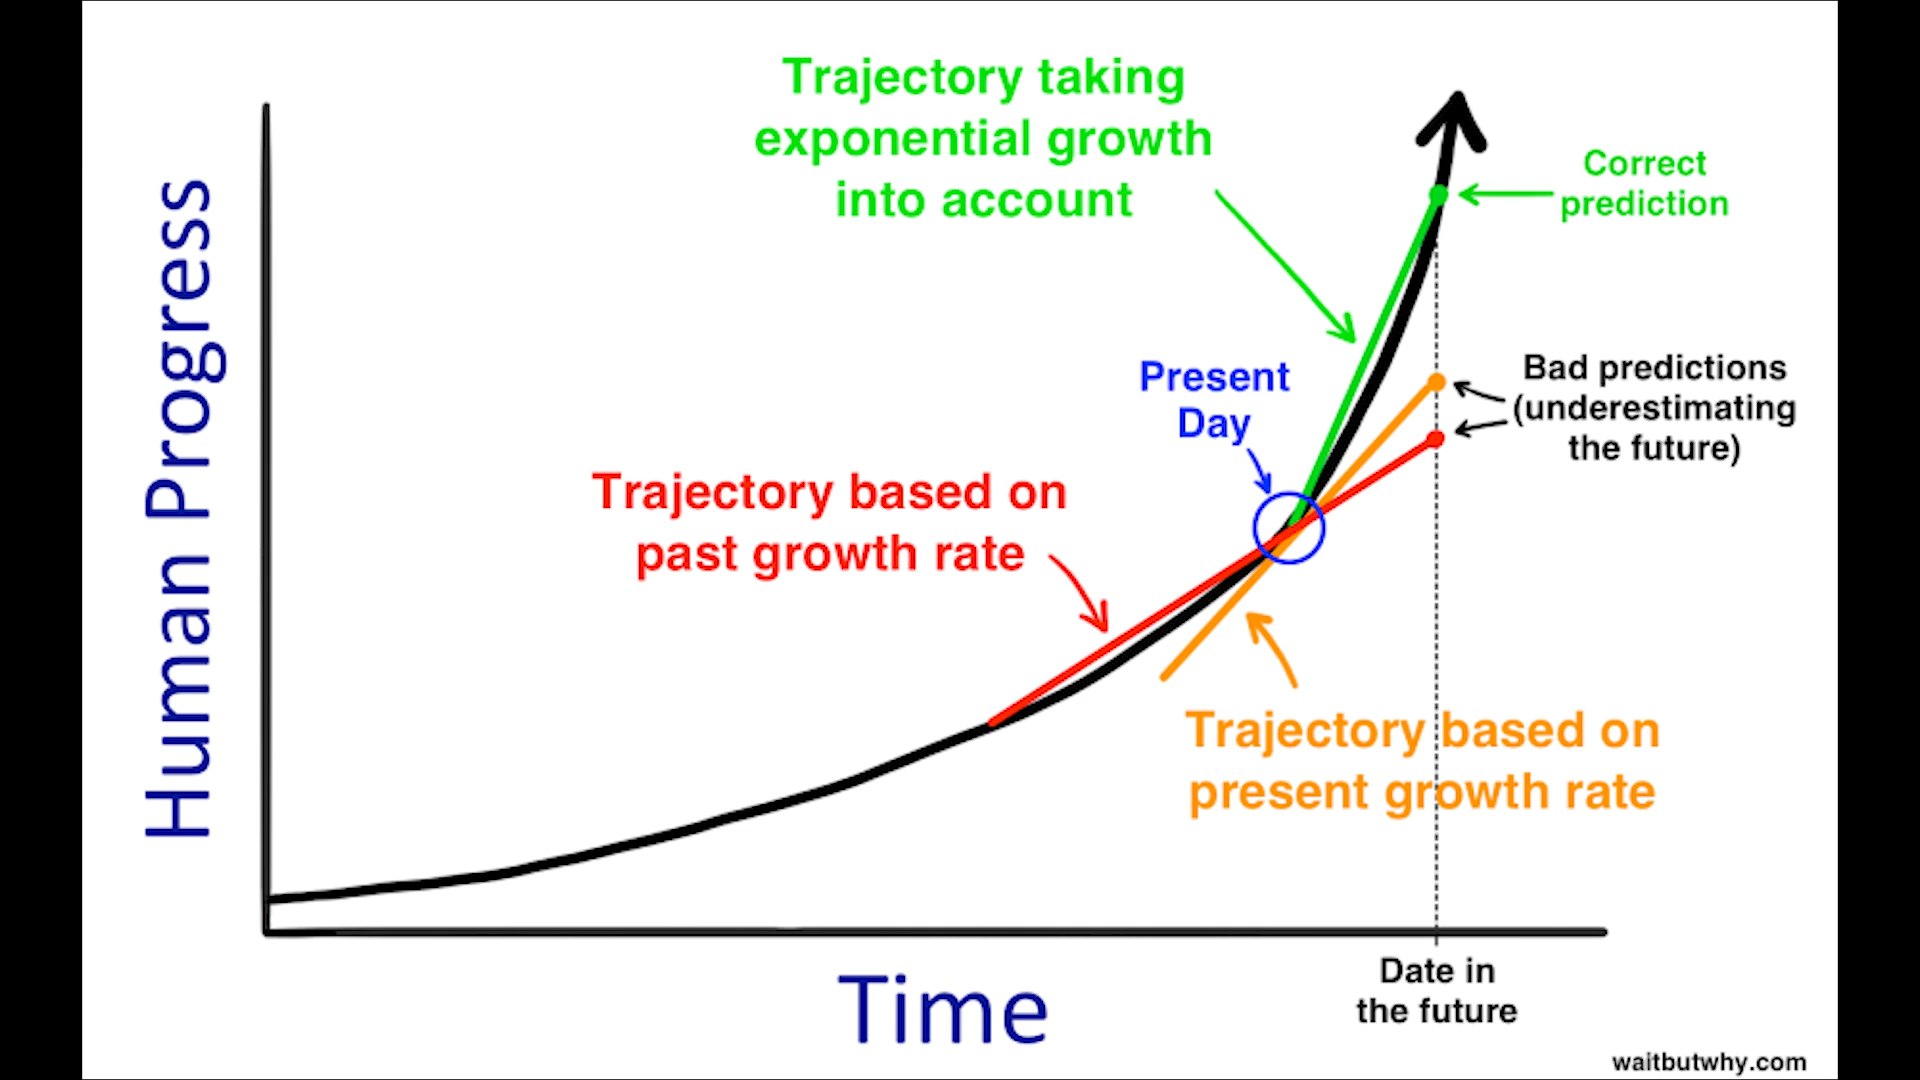 Trajectory taking
exponential growth
into account
Correct
prediction
Human Progress
Present
Day
Bad predictions
(underestimating
the future)
Trajectory based on
past growth rate
Trajectory based on
present growth rate
Time
Date in
the future
waitbutwhy.com